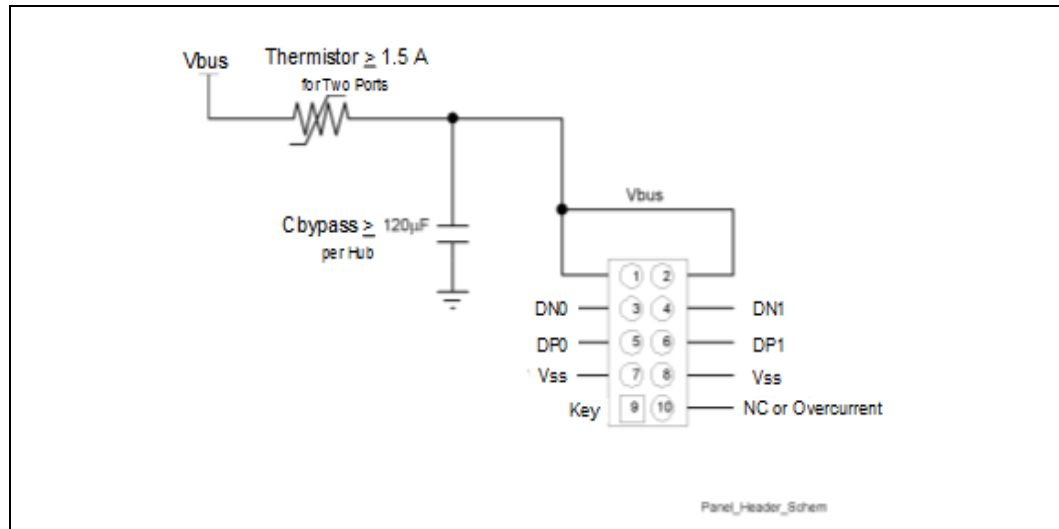 Vbus
Thermistor ≥ 1.5 A
for Two Ports
Vbus
Cbypass ≥ 120μF
per Hub
1 2
DN0 3 4 DN1
DP0 5 6 DP1
Vss 7 8 Vss
Key 9 10 NC or Overcurrent
Panel_Header_Schem